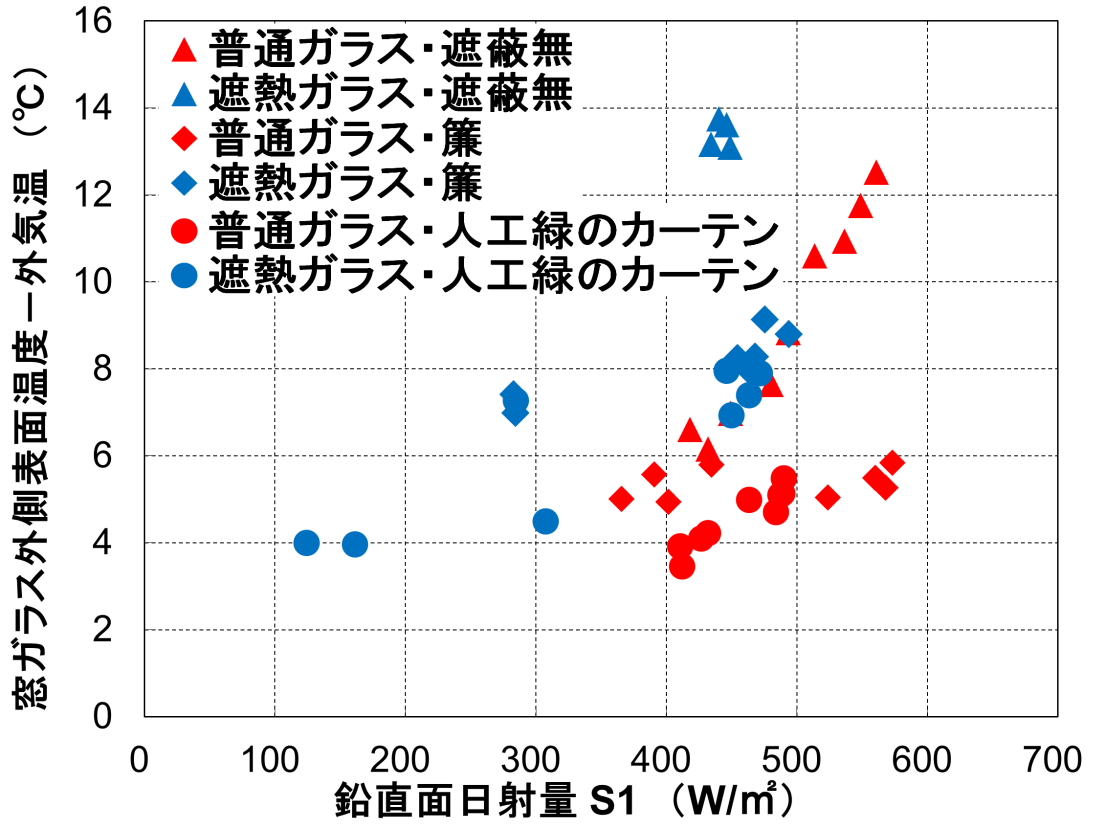 16
14
12
10
8
6
4
2
0
窓ガラス外側表面温度－外気温 （℃）
普通ガラス・遮蔽無
遮熱ガラス・遮蔽無
普通ガラス・簾
遮熱ガラス・簾
普通ガラス・人工緑のカーテン
遮熱ガラス・人工緑のカーテン
0 100 200 300 400 500 600 700
鉛直面日射量 S1 （W/㎡）